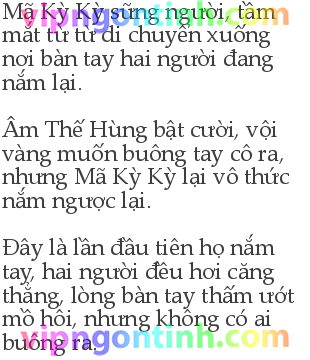 Mã Kỳ Kỳ sững người, tầm
mắt từ từ di chuyển xuống
nơi bàn tay hai người đang
nắm lại.
Âm Thế Hùng bật cười, vội
vàng muốn buông tay cô ra,
nhưng Mã Kỳ Kỳ lại vô thức
nắm ngược lại.
Đây là lần đầu tiên họ nắm
tay, hai người đều hơi căng
thẳng, lòng bàn tay thấm ướt
mồ hôi, nhưng không có ai
buông ra.
vipngontinh.com
vipngontinh.com